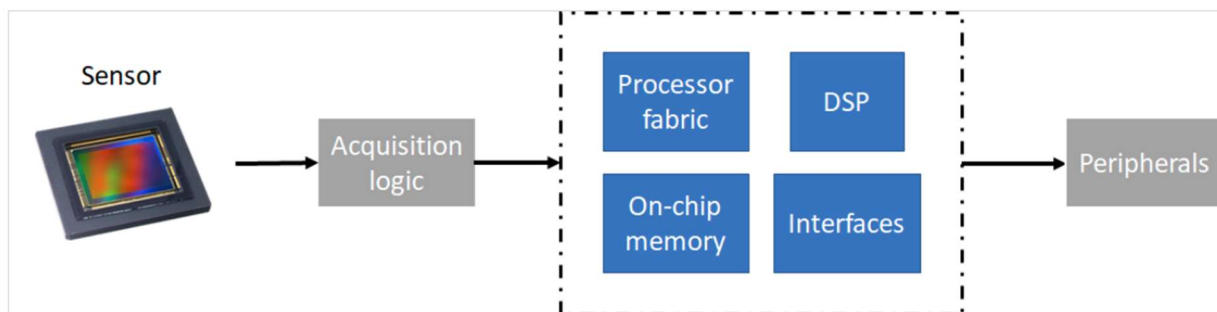 Sensor
Acquisition
logic
Processor
fabric
DSP
On-chip
memory
Interfaces
Peripherals